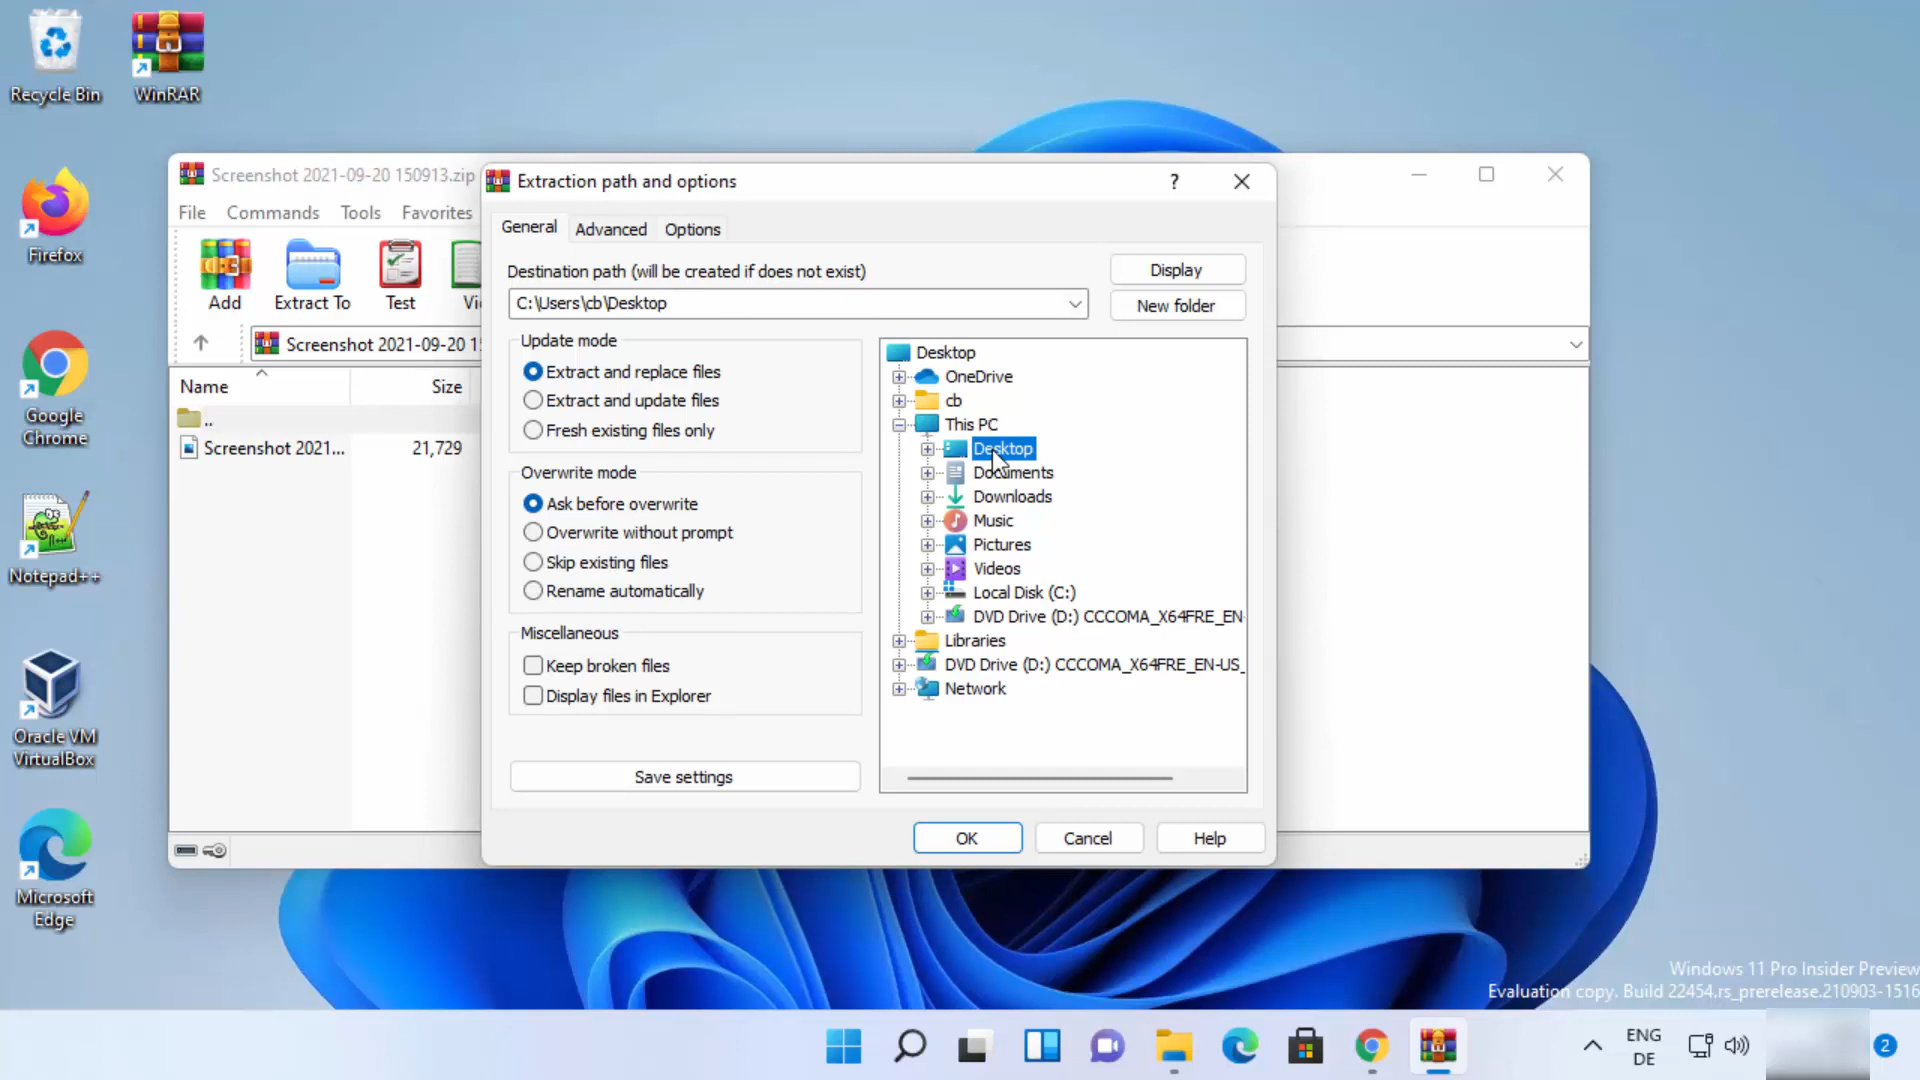 Recycle Bin
WinRAR
Firefox
Google
Chrome
Notepad++
Oracle VM
VirtualBox
Microsoft
Edge
Screenshot 2021-09-20 150913.zip
File Commands Tools Favorites
Add
Extract To
Test
Screenshot 2021-09-20 1
Name
Size
..
Screenshot 2021...
21,729
Extraction path and options
?
General
Advanced
Options
Destination path (will be created if does not exist)
Display
C:\Users\cb\Desktop
New folder
Update mode
Extract and replace files
Extract and update files
Fresh existing files only
Overwrite mode
Ask before overwrite
Overwrite without prompt
Skip existing files
Rename automatically
Miscellaneous
Keep broken files
Display files in Explorer
Save settings
Desktop
OneDrive
cb
This PC
Desktop
Documents
Downloads
Music
Pictures
Videos
Local Disk (C:)
DVD Drive (D:) CCCOMA_X64FRE_EN
Libraries
DVD Drive (D:) CCCOMA_X64FRE_EN-US_
Network
OK
Cancel
Help
Windows 11 Pro Insider Preview
Evaluation copy. Build 22454.rs_prerelease.210903-1516
ENG
DE
2